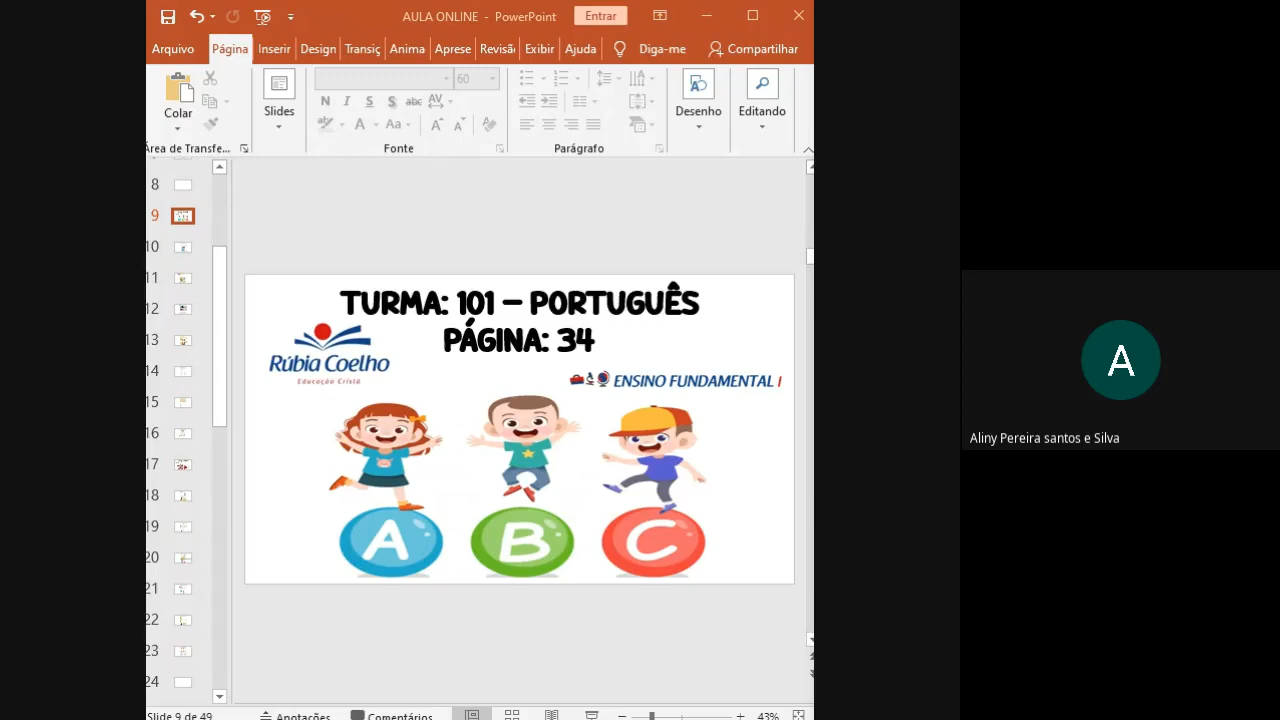 AULA ONLINE - PowerPoint
Entrar
Arquivo
Página
Inserir
Design
Transiç
Anima
Aprese
Revisã
Exibir
Ajuda
Diga-me
Compartilhar
Colar
Slides
60
N I S S abc AV
A Aa A A
Desenho
Editando
Área de Transfe...
Fonte
Parágrafo
8
9
10
11
12
13
14
15
16
17
18
19
20
21
22
23
24
TURMA: 101 – PORTUGUÊS
PÁGINA: 34
Rúbia Coelho
Educação Cristã
ENSINO FUNDAMENTAL I
A B C
A
Aliny Pereira santos e Silva
Slide 9 de 49
Anotações
Comentários
43%